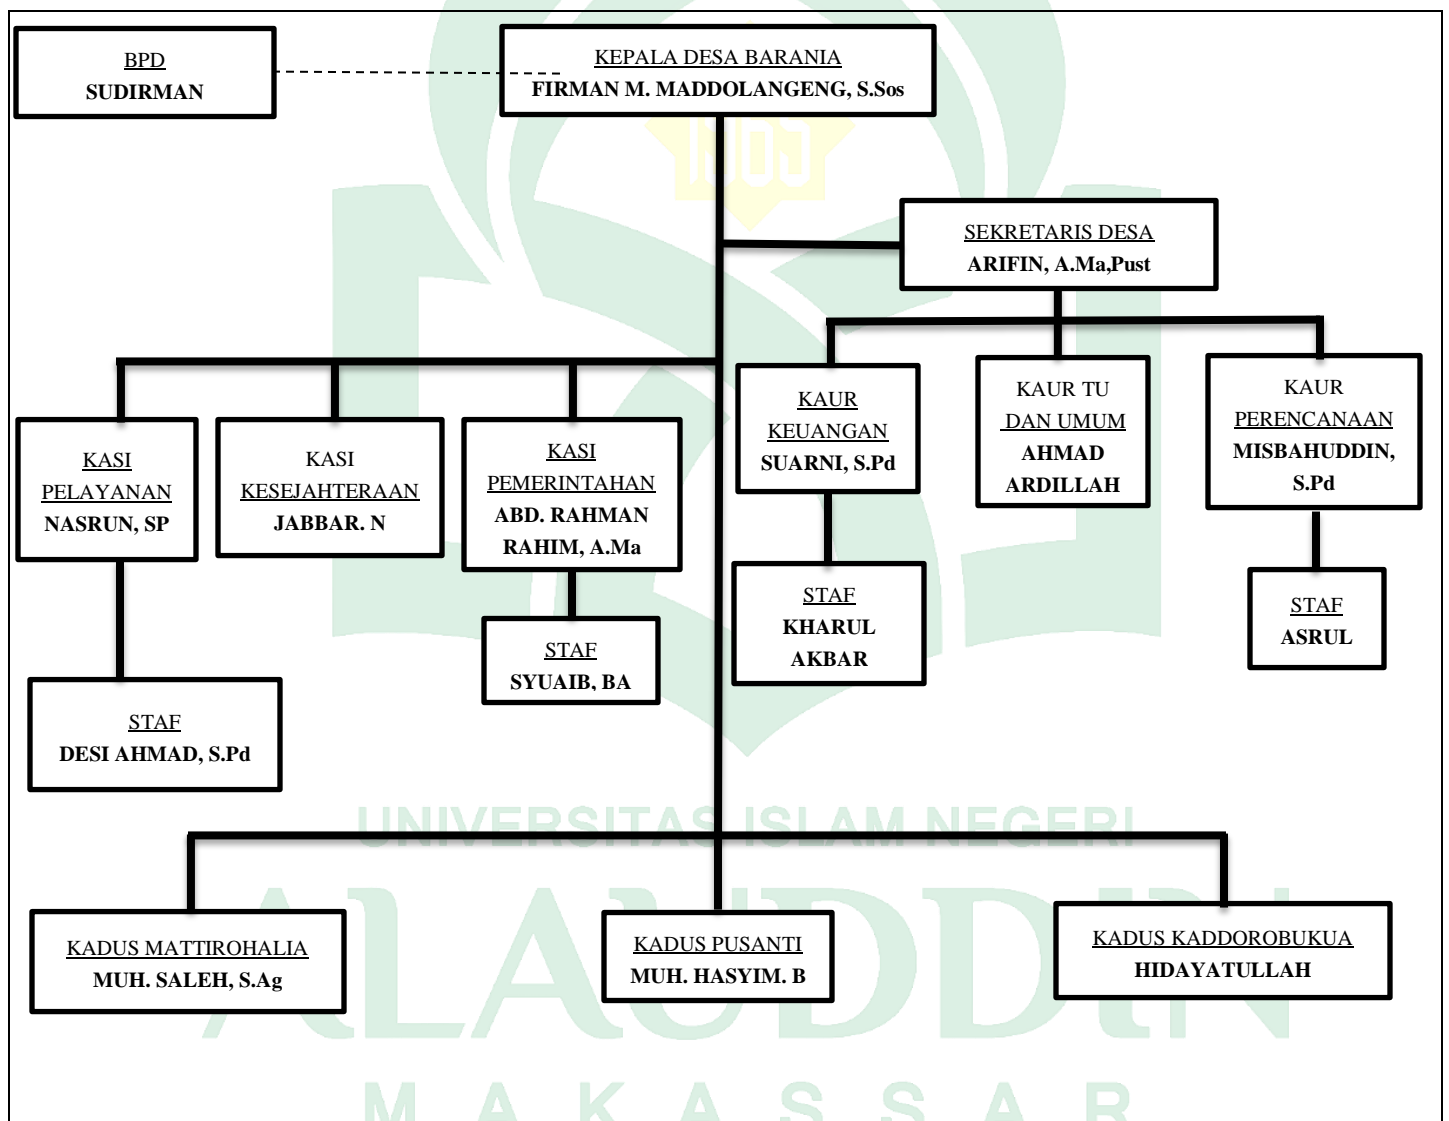 BPD
SUDIRMAN
KEPALA DESA BARANIA
FIRMAN M. MADDOLANGENG, S.Sos
1965
SEKRETARIS DESA
ARIFIN, A.Ma,Pust
KASI
PELAYANAN
NASRUN, SP
KASI
KESEJAHTERAAN
JABBAR. N
KASI
PEMERINTAHAN
ABD. RAHMAN
RAHIM, A.Ma
KAUR
KEUANGAN
SUARNI, S.Pd
KAUR TU
DAN UMUM
AHMAD
ARDILLAH
KAUR
PERENCANAAN
MISBAHUDDIN,
S.Pd
STAF
DESI AHMAD, S.Pd
STAF
SYUAIB, BA
STAF
KHARUL
AKBAR
STAF
ASRUL
UNIVERSITAS ISLAM NEGERI
KADUS MATTIROHALIA
MUH. SALEH, S.Ag
KADUS PUSANTI
MUH. HASYIM. B
KADUS KADDOROBUKUA
HIDAYATULLAH
ALAUDDIN
MAKASSAR